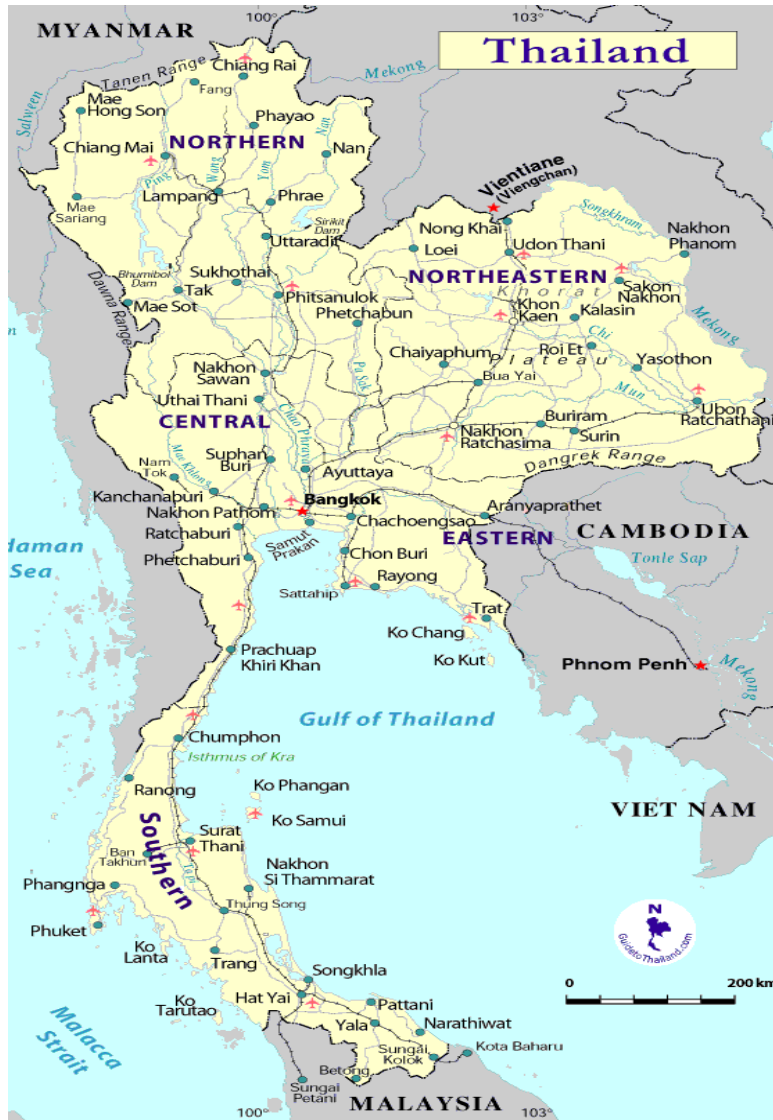 100°
103°
MYANMAR
Thailand
Tanen Range
Chiang Rai
Mekong
Fang
Salween
Mae
Hong Son
Phayao
Nan
NORTHERN
Chiang Mai
Nan
Wang
Yom
Ping
Vientiane
(Viengchan)
Lampang
Phrae
Mae
Sariang
Songkhram
Sirikit
Dam
Nong Khai
Nakhon
Phanom
Uttaradit
Loei
Udon Thani
Bhumibol
Dam
Sukhothai
NORTHEASTERN
Sakon
Nakhon
Tak
Phitsanulok
Khorat
Dawna Range
Mae Sot
Phetchabun
Khon
Kaen
Kalasin
Mekong
Chi
Roi Et
Chaiyaphum
Plateau
Yasothon
Nakhon
Sawan
Pa Sak
Bua Yai
Mun
Uthai Thani
CENTRAL
Chao Phraya
Buriram
Ubon
Ratchathani
Nakhon
Ratchasima
Surin
Suphan
Buri
Mae Khlong
Nam
Tok
Ayuttaya
Dangrek Range
Kanchanaburi
Bangkok
Nakhon Pathom
Aranyaprathet
Chachoengsao
Ratchaburi
EASTERN
CAMBODIA
Samut
Prakan
daman
Sea
Phetchaburi
Chon Buri
Tonle Sap
Rayong
Sattahip
Trat
Ko Chang
Prachuap
Khiri Khan
Ko Kut
Phnom Penh
Mekong
Gulf of Thailand
Chumphon
Isthmus of Kra
Ranong
Ko Phangan
VIET NAM
Ko Samui
Southern
Surat
Thani
Ban
Takhun
Tapi
Nakhon
Si Thammarat
Phangnga
Thung Song
N
GuidetoThailand.com
Phuket
Ko
Lanta
Trang
Songkhla
0
200 km
Ko
Tarutao
Hat Yai
Pattani
Malacca
Strait
Yala
Narathiwat
Sungai
Kolok
Kota Baharu
Betong
Sungai
Petani
MALAYSIA
100°
103°